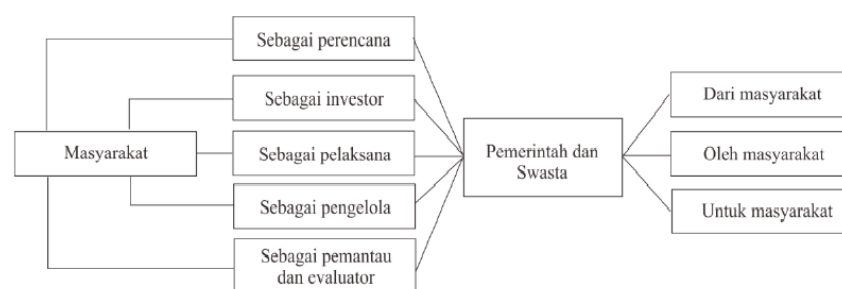 Sebagai perencana
Sebagai investor
Masyarakat
Sebagai pelaksana
Sebagai pengelola
Sebagai pemantau
dan evaluator
Pemerintah dan
Swasta
Dari masyarakat
Oleh masyarakat
Untuk masyarakat